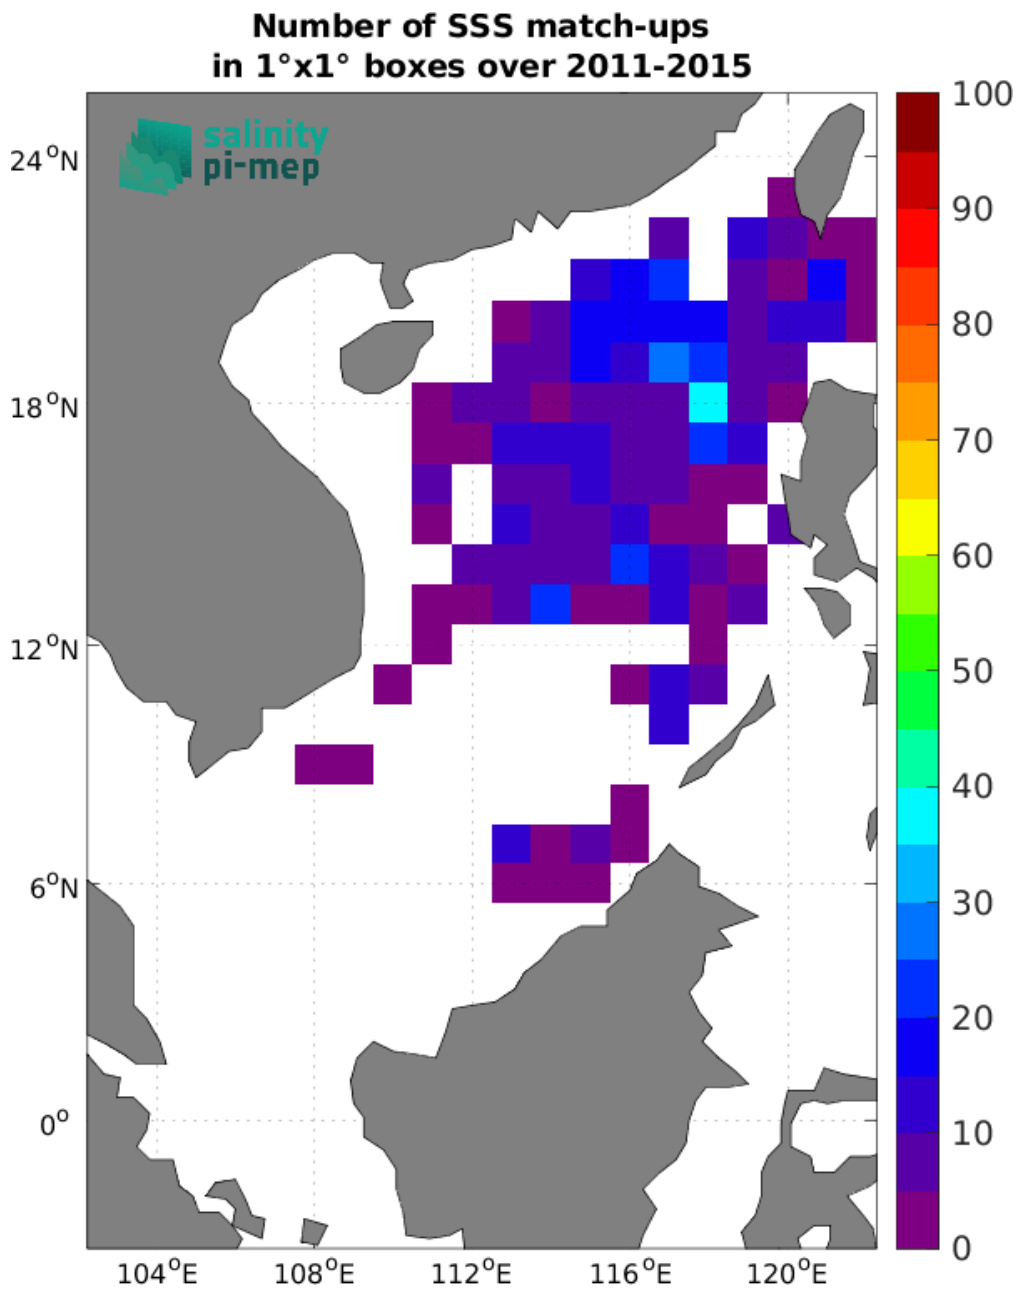 Number of SSS match-ups
in 1°x1° boxes over 2011-2015
salinity
pi-mep
24°N
18°N
12°N
6°N
0°
104°E
108°E
112°E
116°E
120°E
100
90
80
70
60
50
40
30
20
10
0